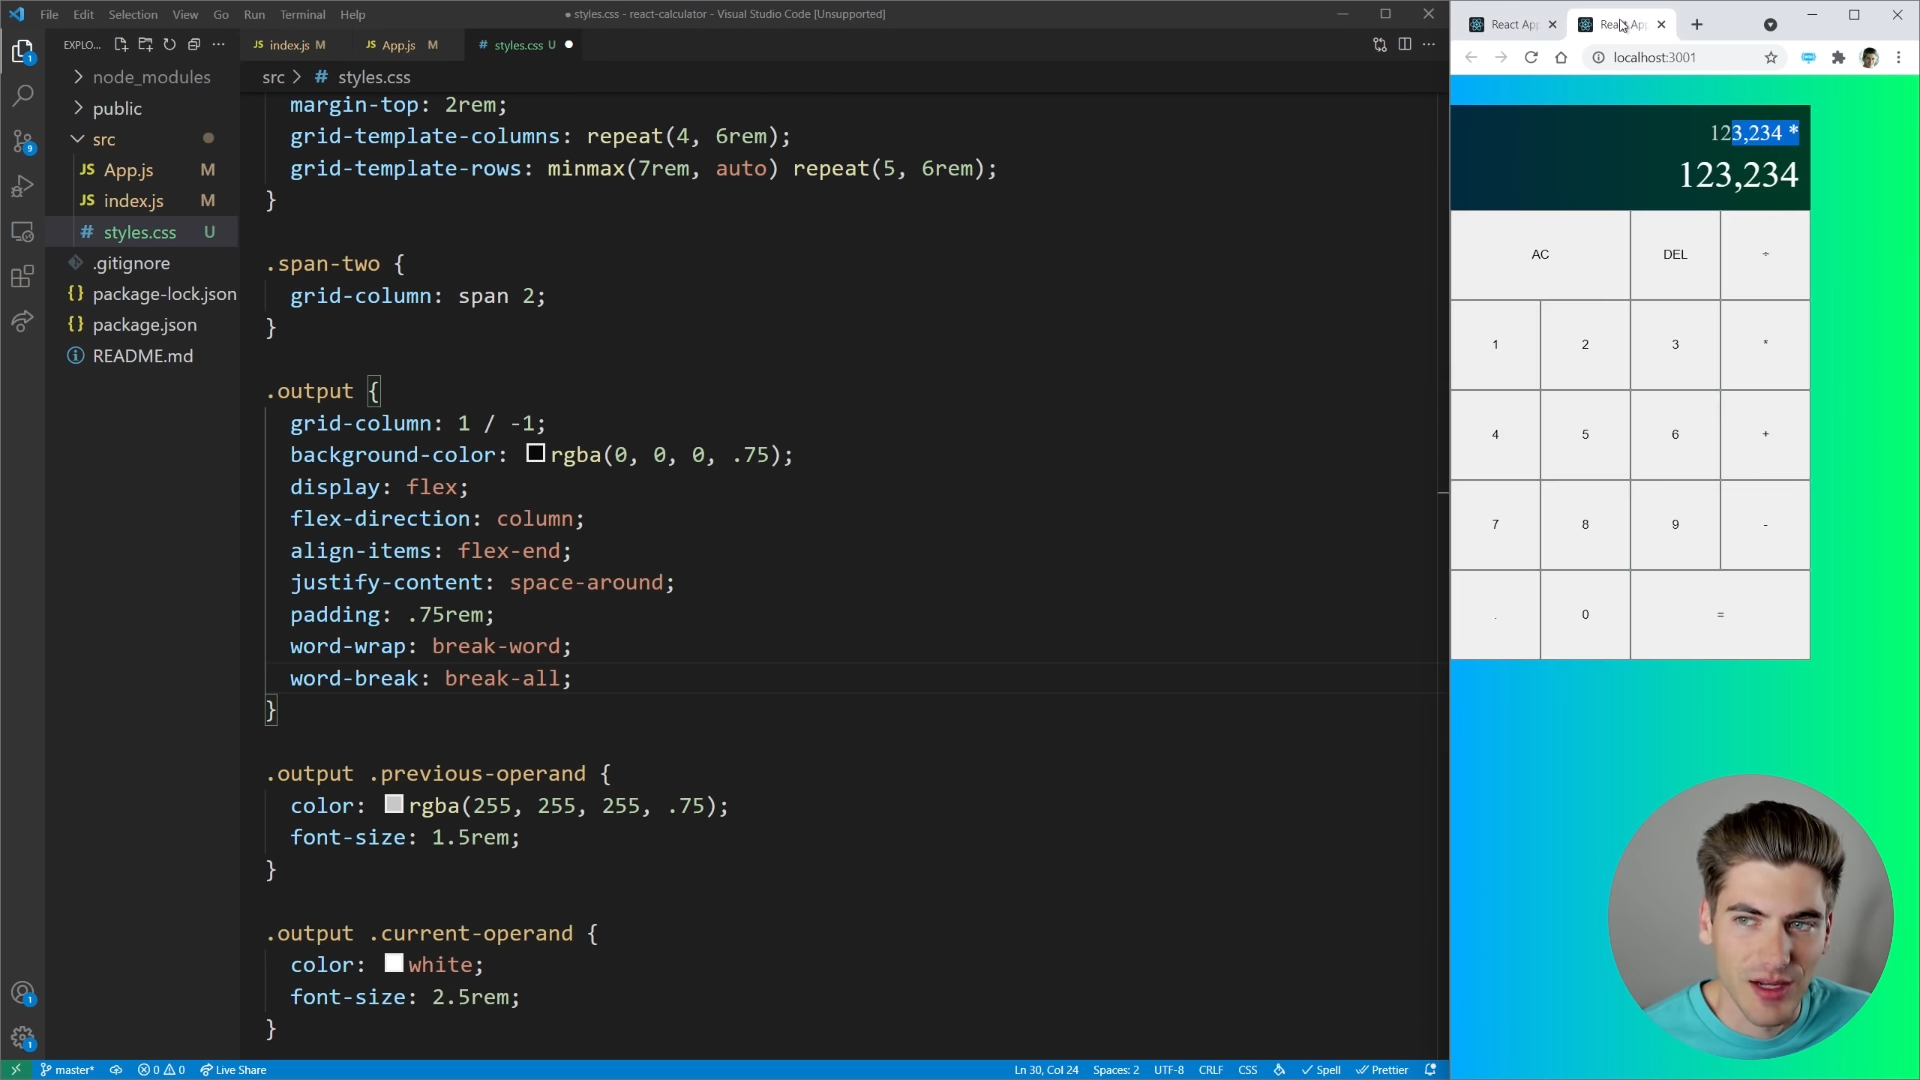 File Edit Selection View Go Run Terminal Help
styles.css - react-calculator - Visual Studio Code [Unsupported]
EXPLO...
JS index.js M
JS App.js M
# styles.css U
src > # styles.css
node_modules
public
src
JS App.js M
JS index.js M
# styles.css U
.gitignore
{} package-lock.json
{} package.json
README.md
1
9
1
1
margin-top: 2rem;
grid-template-columns: repeat(4, 6rem);
grid-template-rows: minmax(7rem, auto) repeat(5, 6rem);
}
.span-two {
grid-column: span 2;
}
.output {
grid-column: 1 / -1;
background-color: rgba(0, 0, 0, .75);
display: flex;
flex-direction: column;
align-items: flex-end;
justify-content: space-around;
padding: .75rem;
word-wrap: break-word;
word-break: break-all;
}
.output .previous-operand {
color: rgba(255, 255, 255, .75);
font-size: 1.5rem;
}
.output .current-operand {
color: white;
font-size: 2.5rem;
}
master* 0 0 Live Share
Ln 30, Col 24 Spaces: 2 UTF-8 CRLF CSS Spell Prettier
React App
React App
localhost:3001
123,234 *
123,234
AC DEL ÷
1 2 3 *
4 5 6 +
7 8 9 -
. 0 =